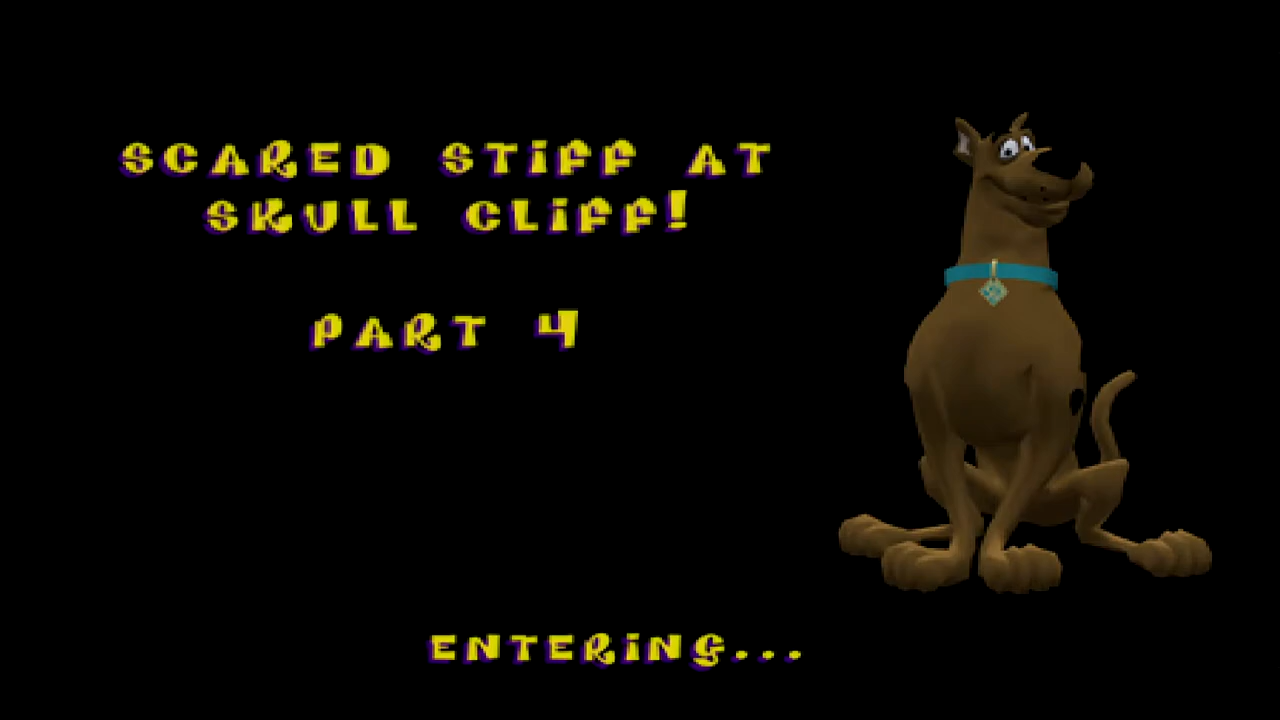 SCARED STiFF AT
SKULL CLiFF!
PART 4
ENTERiNG...